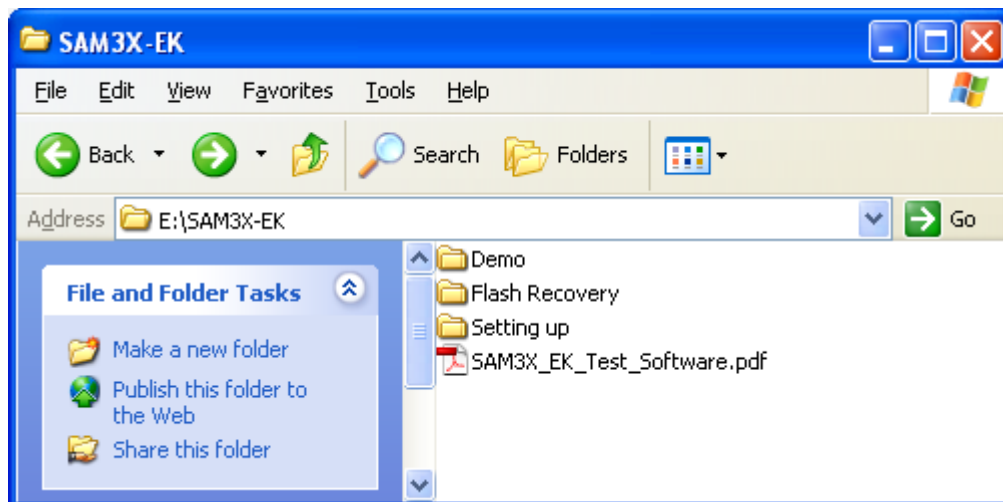 SAM3X-EK
File Edit View Favorites Tools Help
Back Search Folders
Address E:\SAM3X-EK Go
File and Folder Tasks
Make a new folder
Publish this folder to
the Web
Share this folder
Demo
Flash Recovery
Setting up
SAM3X_EK_Test_Software.pdf